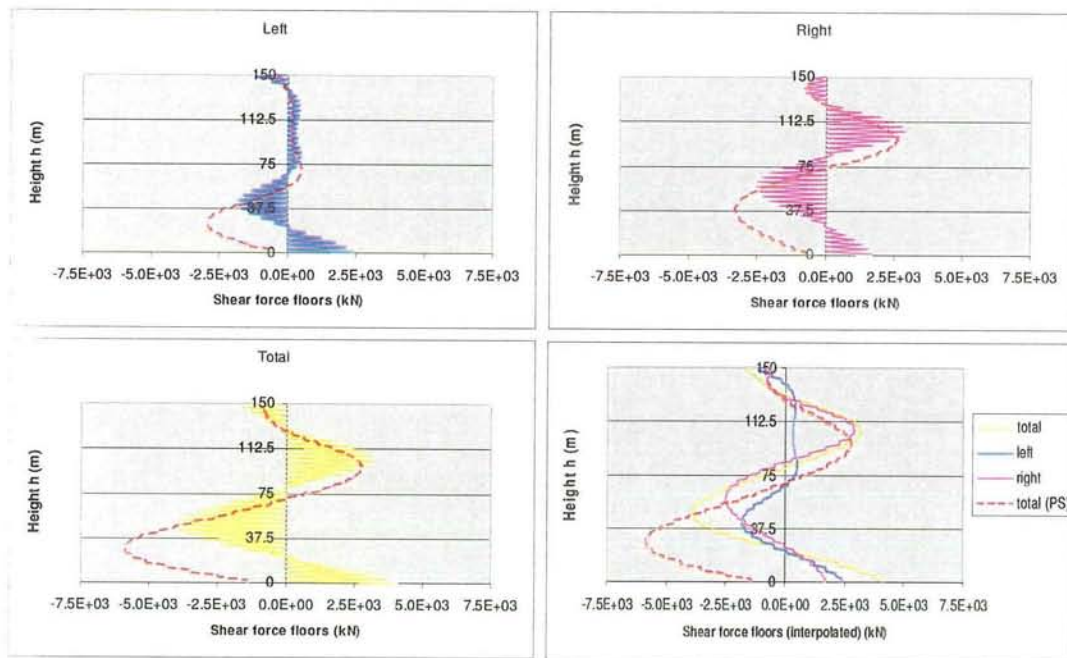 Left
Height h (m)
150
112.5
75
37.5
0
-7.5E+03 -5.0E+03 -2.5E+03 0.0E+00 2.5E+03 5.0E+03 7.5E+03
Shear force floors (kN)
Right
Height h (m)
150
112.5
75
37.5
0
-7.5E+03 -5.0E+03 -2.5E+03 0.0E+00 2.5E+03 5.0E+03 7.5E+03
Shear force floors (kN)
Total
Height h (m)
150
112.5
75
37.5
0
-7.5E+03 -5.0E+03 -2.5E+03 0.0E+00 2.5E+03 5.0E+03 7.5E+03
Shear force floors (kN)
Height h (m)
150
112.5
75
37.5
0
-7.5E+03 -5.0E+03 -2.5E+03 0.0E+00 2.5E+03 5.0E+03 7.5E+03
Shear force floors (interpolated) (kN)
total
left
right
total (PS)